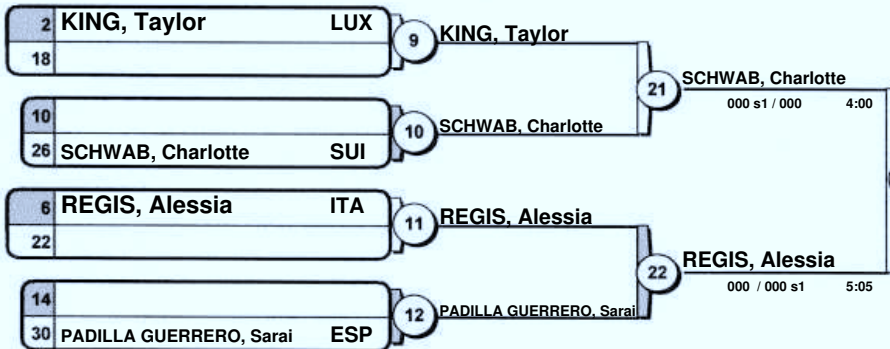 2 KING, Taylor LUX
18
9 KING, Taylor
10
26 SCHWAB, Charlotte SUI
10 SCHWAB, Charlotte
21 SCHWAB, Charlotte
000 s1 / 000 4:00
6 REGIS, Alessia ITA
22
11 REGIS, Alessia
14
30 PADILLA GUERRERO, Sarai ESP
12 PADILLA GUERRERO, Sarai
22 REGIS, Alessia
000 / 000 s1 5:05